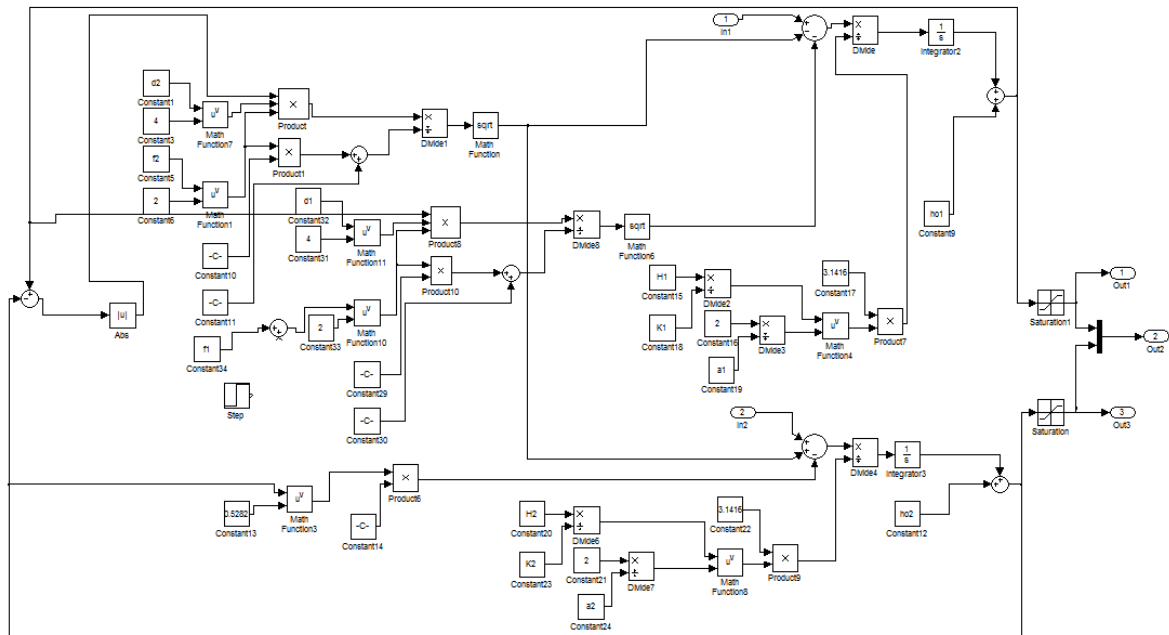 1
In1
×
÷
Divide
1
s
Integrator2
d2
Constant1
4
Constant3
u^v
Math
Function7
×
Product
×
÷
Divide1
sqrt
Math
Function
f2
Constant5
×
Product1
2
Constant6
u^v
Math
Function1
d1
Constant32
4
Constant31
u^v
Math
Function11
×
Product8
×
÷
Divide8
sqrt
Math
Function6
ho1
Constant9
-C-
Constant10
×
Product10
H1
Constant15
×
÷
Divide2
3.1416
Constant17
1
Out1
-C-
Constant11
|u|
Abs
f1
Constant34
2
Constant33
u^v
Math
Function10
K1
Constant18
2
Constant16
×
÷
Divide3
u^v
Math
Function4
×
Product7
Saturation1
2
Out2
-C-
Constant29
a1
Constant19
Step
-C-
Constant30
2
In2
Saturation
3
Out3
×
÷
Divide4
1
s
Integrator3
0.5282
Constant13
u^v
Math
Function3
×
Product6
-C-
Constant14
ho2
Constant12
H2
Constant20
×
÷
Divide6
3.1416
Constant22
K2
Constant23
2
Constant21
×
÷
Divide7
u^v
Math
Function8
×
Product9
a2
Constant24